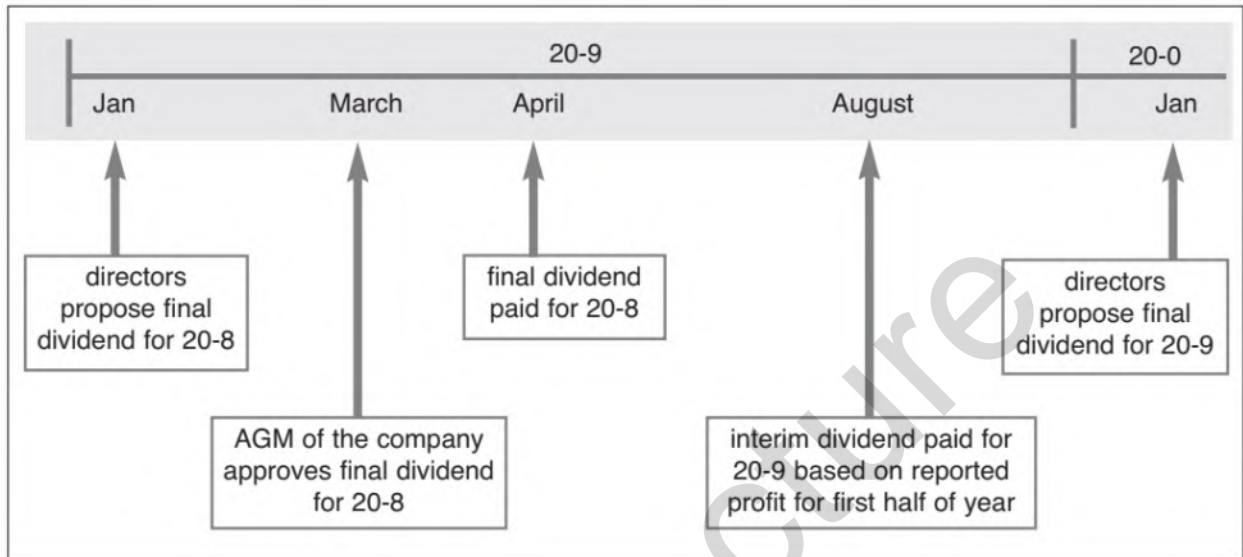 20-9
20-0
Jan
March
April
August
Jan
directors
propose final
dividend for 20-8
final dividend
paid for 20-8
directors
propose final
dividend for 20-9
AGM of the company
approves final dividend
for 20-8
interim dividend paid for
20-9 based on reported
profit for first half of year